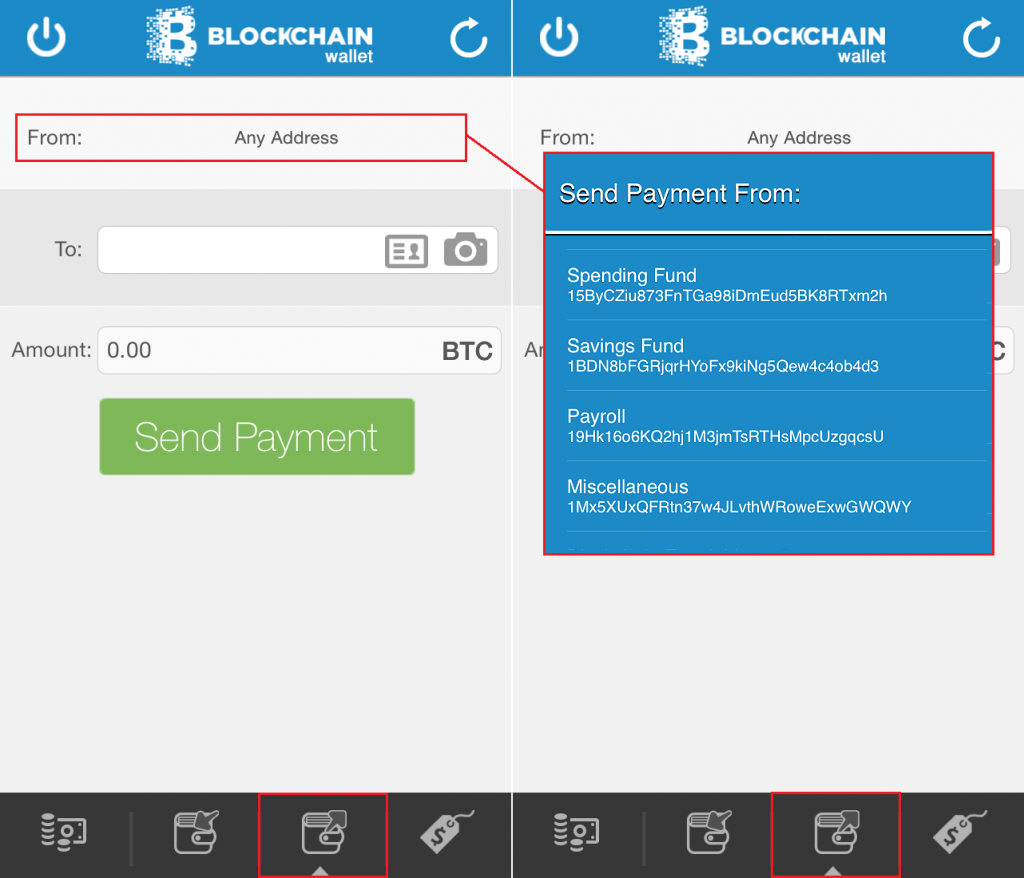 BLOCKCHAIN
wallet
From: Any Address
To:
Amount: 0.00 BTC
Send Payment
BLOCKCHAIN
wallet
From: Any Address
Send Payment From:
Spending Fund
15ByCZiu873FnTGa98iDmEud5BK8RTxm2h
Savings Fund
1BDN8bFGRjqrHYoFx9kiNg5Qew4c4ob4d3
Payroll
19Hk16o6KQ2hj1M3jmTsRTHsMpcUzgqcsU
Miscellaneous
1Mx5XUxQFRtn37w4JLvthWRoweExwGWQWY